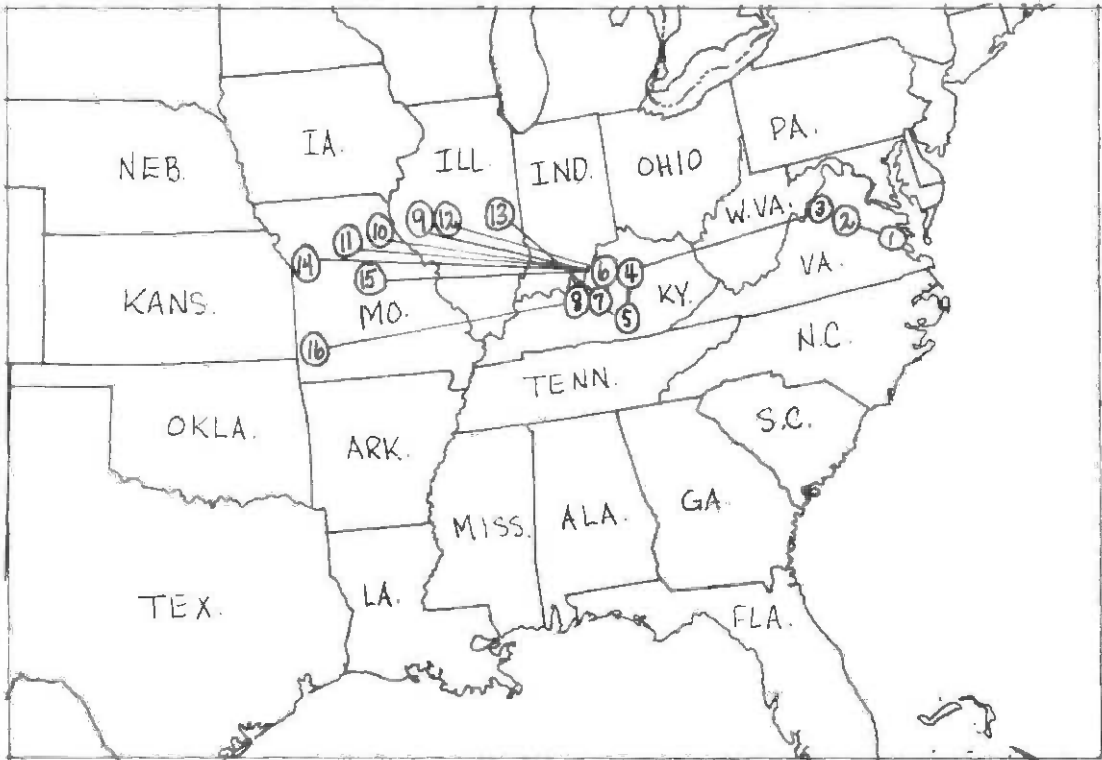 PA.
IA.
ILL
IND.
OHIO
NEB.
W.VA.
3
2
1
13
9
12
10
11
14
15
6
4
VA.
KANS.
MO.
8
7
5
KY.
16
N.C.
TENN.
OKLA.
ARK.
S.C.
MISS.
ALA.
GA.
TEX.
LA.
FLA.